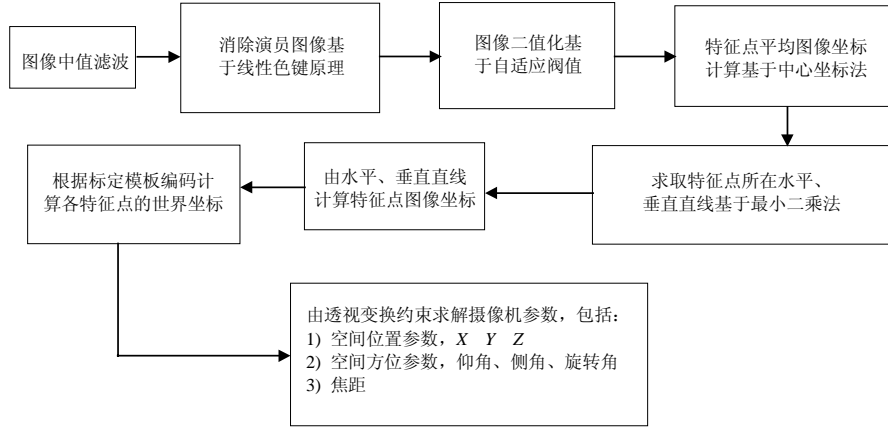 图像中值滤波
消除演员图像基
于线性色键原理
图像二值化基
于自适应阀值
特征点平均图像坐标
计算基于中心坐标法
求取特征点所在水平、
垂直直线基于最小二乘法
由水平、垂直直线
计算特征点图像坐标
根据标定模板编码计
算各特征点的世界坐标
由透视变换约束求解摄像机参数，包括：
1) 空间位置参数，X Y Z
2) 空间方位参数，仰角、侧角、旋转角
3) 焦距